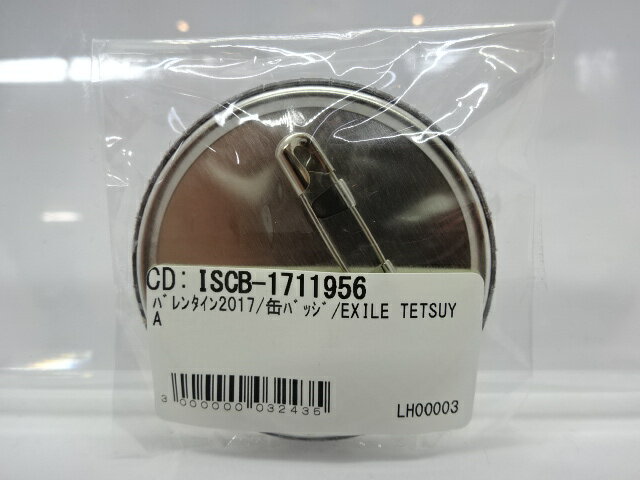 CD: ISCB-1711956
ﾊﾞﾚﾝﾀｲﾝ2017/缶ﾊﾞｯｼﾞ/EXILE TETSUY
A
3 000000 032436
LH00003